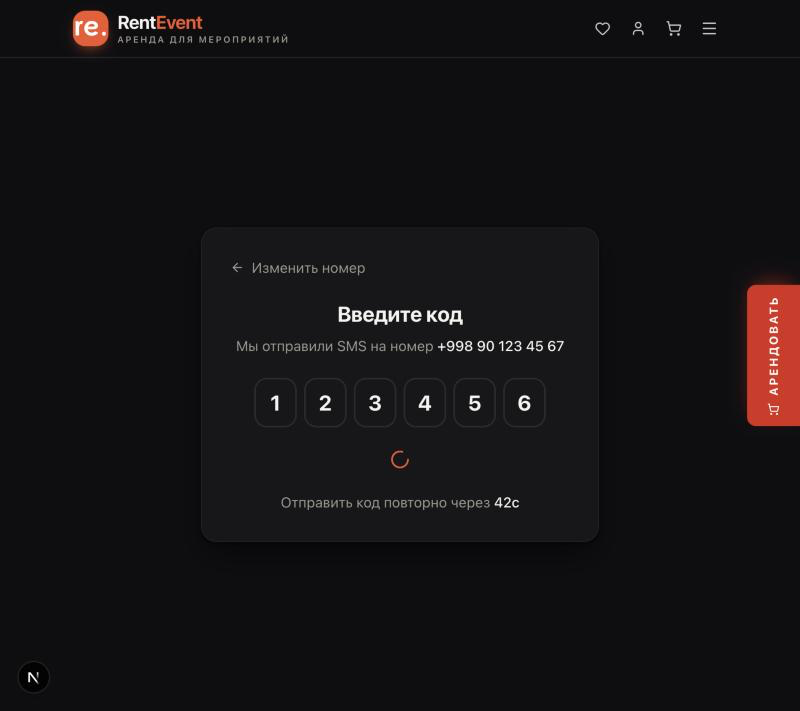 re. RentEvent
АРЕНДА ДЛЯ МЕРОПРИЯТИЙ
← Изменить номер
Введите код
Мы отправили SMS на номер +998 90 123 45 67
1 2 3 4 5 6
Отправить код повторно через 42с
АРЕНДОВАТЬ
N